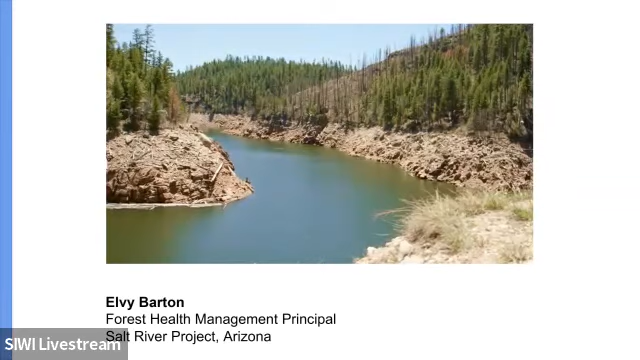 Elvy Barton
Forest Health Management Principal
Salt River Project, Arizona
SIWI Livestream